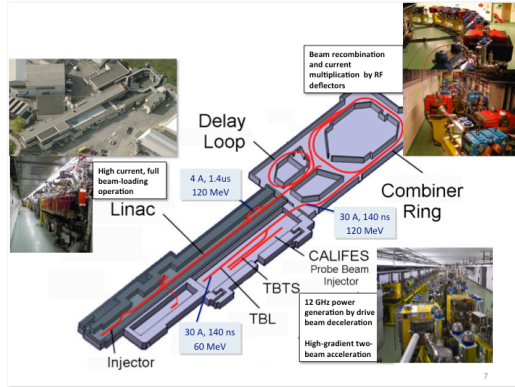 Beam recombination
and current
multiplication by RF
deflectors
Delay
Loop
High current, full
beam-loading
operation
4 A, 1.4us
120 MeV
Linac
Combiner
Ring
30 A, 140 ns
120 MeV
CALIFES
Probe Beam
Injector
TBTS
TBL
12 GHz power
generation by drive
beam deceleration
High-gradient two-
beam acceleration
30 A, 140 ns
60 MeV
Injector
7